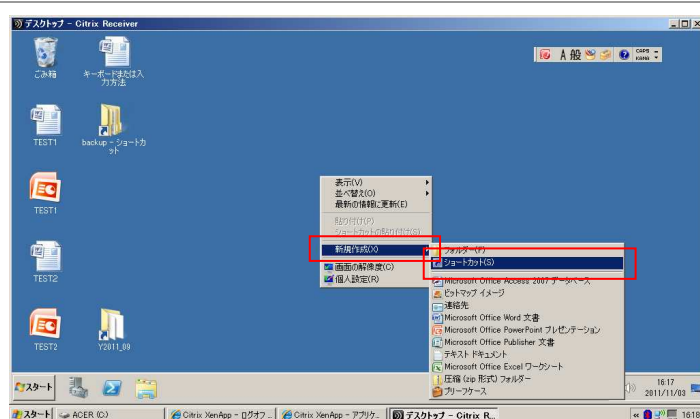 デスクトップ - Citrix Receiver
ごみ箱
キーボードまたは入
力方法
A 般
CAPS
KANA
TEST1
backup - ショートカ
ット
TEST1
TEST2
TEST2
Y2011_09
表示(V)
並べ替え(O)
最新の情報に更新(E)
貼り付け(P)
ショートカットの貼り付け(S)
新規作成(X)
画面の解像度(C)
個人設定(R)
フォルダー(F)
ショートカット(S)
Microsoft Office Access 2007 データベース
ビットマップ イメージ
連絡先
Microsoft Office Word 文書
Microsoft Office PowerPoint プレゼンテーション
Microsoft Office Publisher 文書
テキスト ドキュメント
Microsoft Office Excel ワークシート
圧縮 (zip 形式) フォルダー
ブリーフケース
スタート
16:17
2011/11/03
スタート
ACER (C:)
Citrix XenApp - ログオフ...
Citrix XenApp - アプリケ...
デスクトップ - Citrix R...
16:18